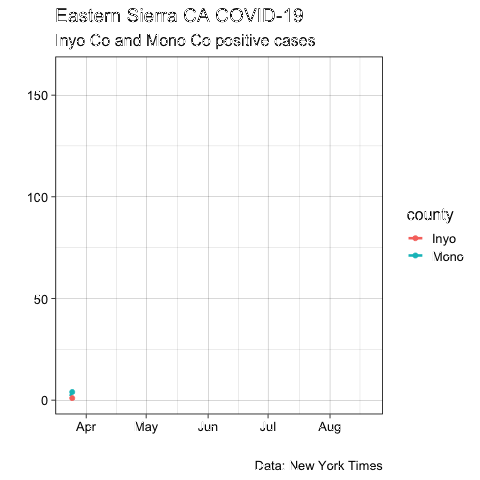 Eastern Sierra CA COVID-19
Inyo Co and Mono Co positive cases
150
100
50
0
Apr May Jun Jul Aug
county
Inyo
Mono
Data: New York Times